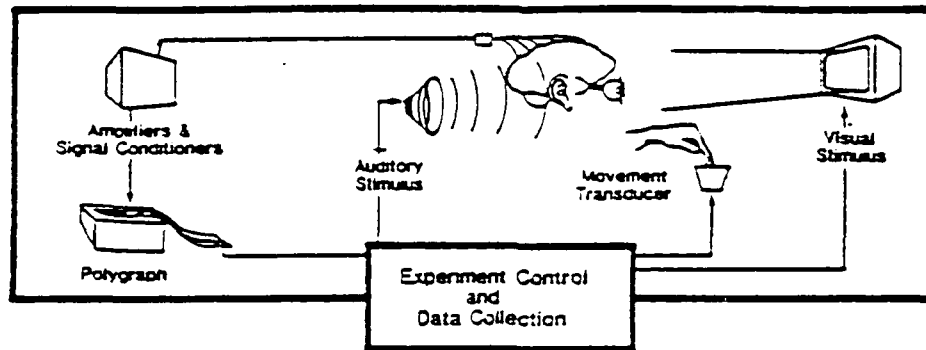 Amplifiers &
Signal Conditioners
Auditory
Stimulus
Movement
Transducer
Visual
Stimulus
Polygraph
Experiment Control
and
Data Collection